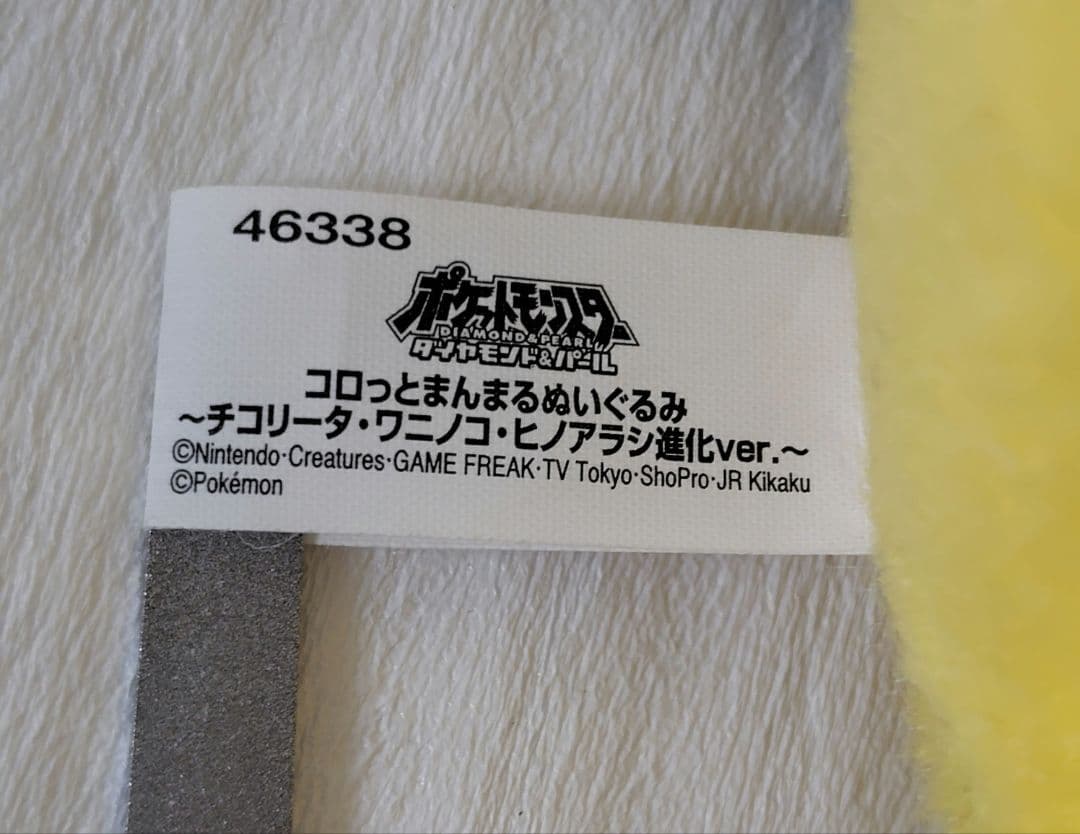 46338
ポケットモンスター
DIAMOND & PEARL
ダイヤモンド&パール
コロっとまんまるぬいぐるみ
~チコリータ・ワニノコ・ヒノアラシ進化ver.~
©Nintendo·Creatures·GAME FREAK·TV Tokyo·ShoPro·JR Kikaku
©Pokémon